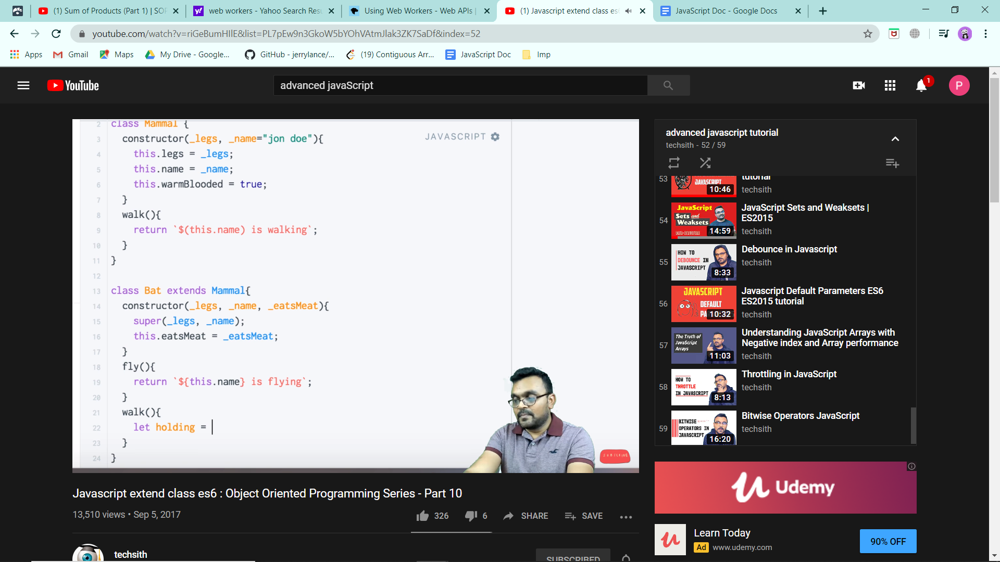 (1) Sum of Products (Part 1) | SOP
web workers - Yahoo Search Resu
Using Web Workers - Web APIs |
(1) Javascript extend class es
JavaScript Doc - Google Docs
youtube.com/watch?v=riGeBumHIlE&list=PL7pEw9n3GkoW5bYOhVAtmJlak3ZK7SaDf&index=52
Apps
Gmail
Maps
My Drive - Google...
GitHub - jerrylance/...
(19) Contiguous Arr...
JavaScript Doc
Imp
YouTube
advanced javaScript
1
P
2 class Mammal {
3 constructor(_legs, _name="jon doe"){
JAVASCRIPT
4 this.legs = _legs;
5 this.name = _name;
6 this.warmBlooded = true;
7 }
8 walk(){
9 return `$(this.name) is walking`;
10 }
11 }
12
13 class Bat extends Mammal{
14 constructor(_legs, _name, _eatsMeat){
15 super(_legs, _name);
16 this.eatsMeat = _eatsMeat;
17 }
18 fly(){
19 return `${this.name} is flying`;
20 }
21 walk(){
22 let holding =
23 }
24 }
SUBSCRIBE
Javascript extend class es6 : Object Oriented Programming Series - Part 10
13,510 views • Sep 5, 2017
326
6
SHARE
SAVE
techsith
SUBSCRIBED
advanced javascript tutorial
techsith - 52 / 59
53
JAVASCRIPT
10:46
tutorial
techsith
54
JavaScript
Sets and
Weaksets
DATA-STRUCTURE
14:59
JavaScript Sets and Weaksets |
ES2015
techsith
55
HOW TO
DEBOUNCE IN
JAVASCRIPT
8:33
Debounce in Javascript
techsith
56
JAVASCRIPT
DEFAULT
PA
10:32
Javascript Default Parameters ES6
ES2015 tutorial
techsith
57
The Truth of
JavaScript
Arrays
11:03
Understanding JavaScript Arrays with
Negative index and Array performance
techsith
58
HOW TO
THROTTLE
IN JAVASCRIPT
8:13
Throttling in JavaScript
techsith
59
BITWISE
OPERATORS IN
JAVASCRIPT
16:20
Bitwise Operators JavaScript
techsith
Udemy
Learn Today
Ad www.udemy.com
90% OFF